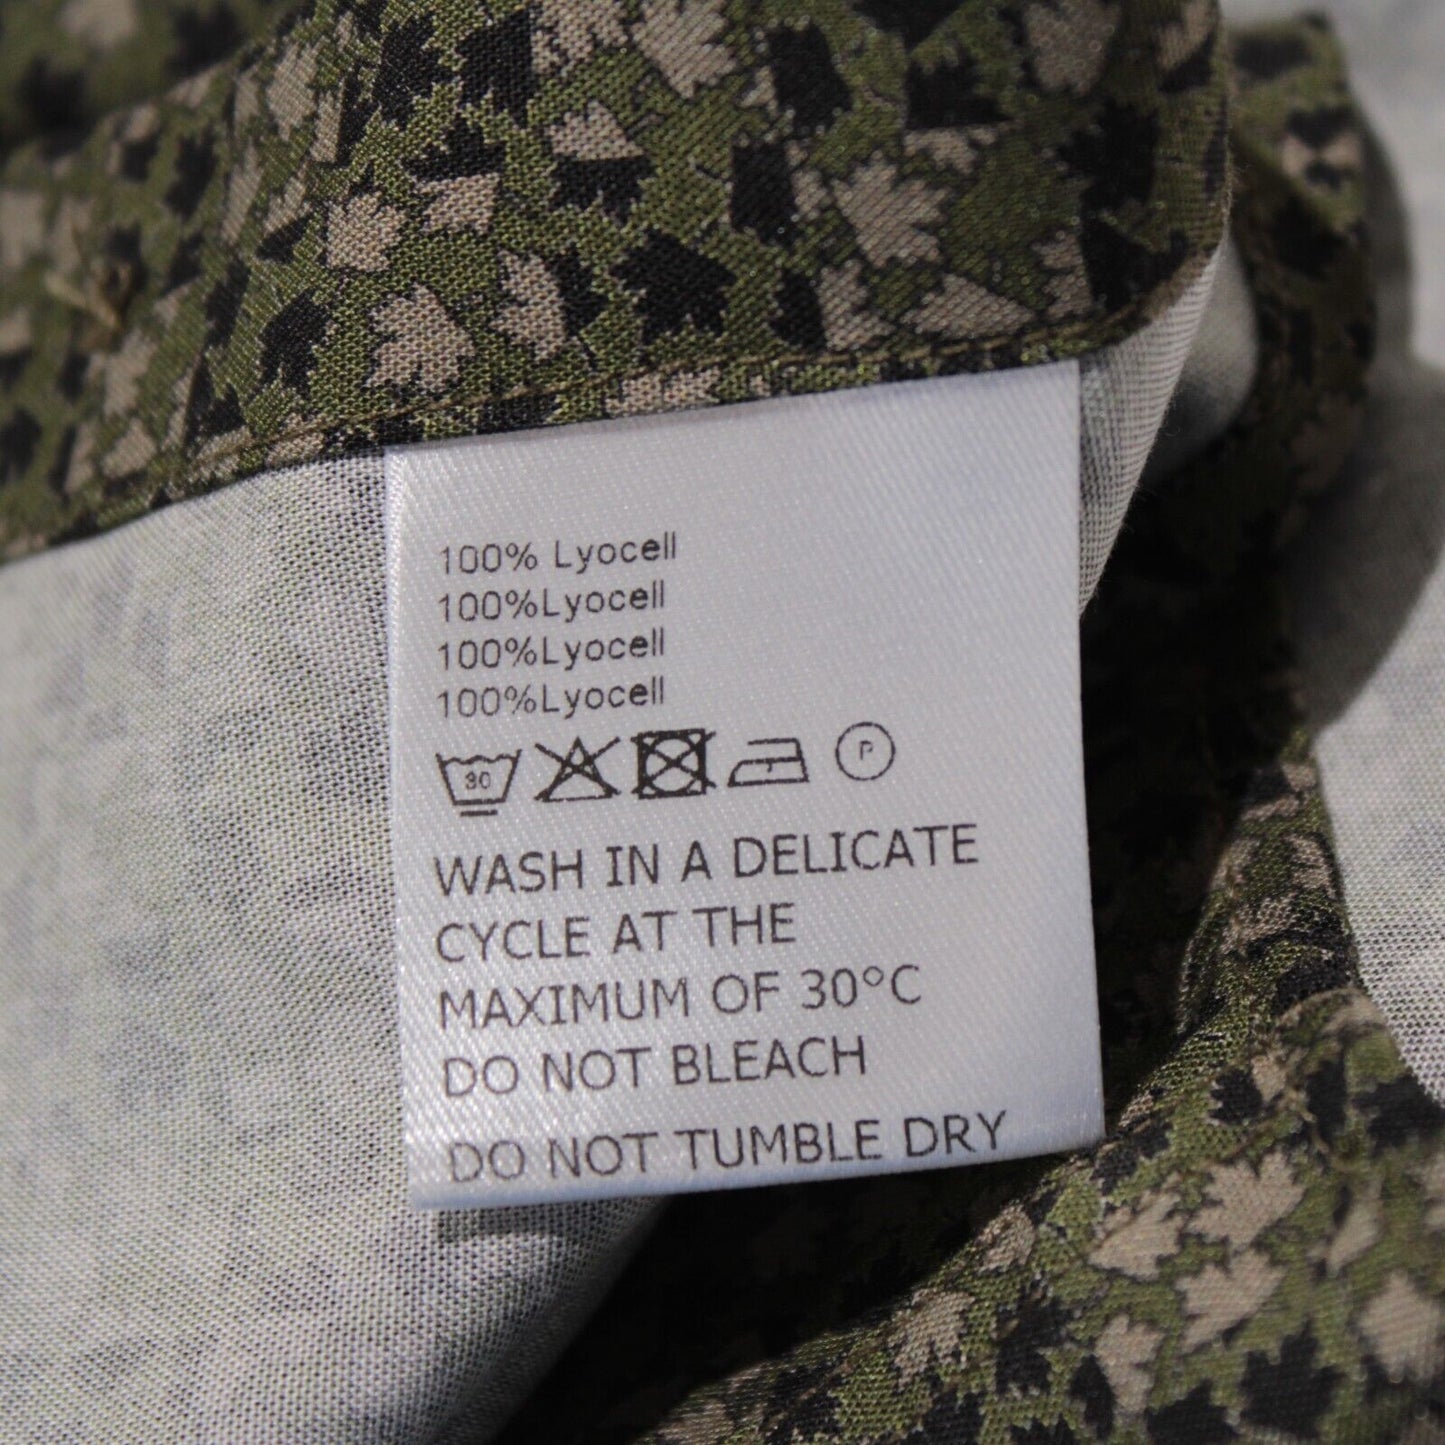 100% Lyocell
100%Lyocell
100%Lyocell
100%Lyocell
30 P
WASH IN A DELICATE
CYCLE AT THE
MAXIMUM OF 30°C
DO NOT BLEACH
DO NOT TUMBLE DRY